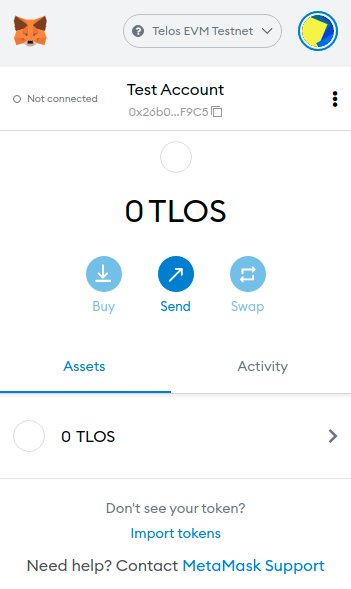 Telos EVM Testnet
Not connected
Test Account
0x26b0...F9C5
0 TLOS
Buy
Send
Swap
Assets
Activity
0 TLOS
Don't see your token?
Import tokens
Need help? Contact MetaMask Support